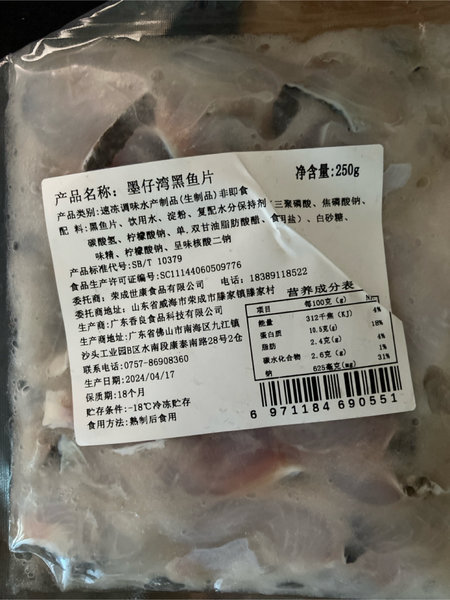 产品名称：墨仔湾黑鱼片
净含量：250g
产品类别：速冻调味水产制品(生制品)非即食
配 料：黑鱼片、饮用水、淀粉、复配水分保持剂(三聚磷酸、焦磷酸钠、
碳酸氢、柠檬酸钠、单,双甘油脂肪酸酯、食用盐)、白砂糖、
味精、柠檬酸钠、呈味核酸二钠
产品标准代号:SB/T 10379
食品生产许可证编号:SC11144060509776
委托商：荣成世康食品有限公司 电话：18389118522
委托商地址：山东省威海市荣成市滕家镇滕家村
生产商:广东香良食品科技有限公司
生产商地址:广东省佛山市南海区九江镇
沙头工业园B区水南段康泰南路28号2仓
联系电话:0757-86908360
生产日期:2024/04/17
保质期:18个月
贮存条件:-18℃冷冻贮存
食用方法:熟制后食用
营养成分表
项目 每100克(g)
能量 312千焦(KJ) 4%
蛋白质 10.5克(g) 18%
脂肪 2.4克(g) 4%
碳水化合物 2.6克(g) 1%
钠 625毫克(mg) 31%
6 971184 690551